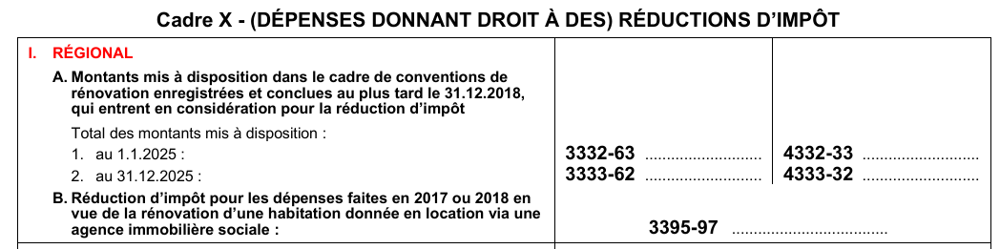 Cadre X - (DÉPENSES DONNANT DROIT À DES) RÉDUCTIONS D’IMPÔT
I. RÉGIONAL
A. Montants mis à disposition dans le cadre de conventions de
rénovation enregistrées et conclues au plus tard le 31.12.2018,
qui entrent en considération pour la réduction d’impôt
Total des montants mis à disposition :
1. au 1.1.2025 : 3332-63 ........................... 4332-33 ...........................
2. au 31.12.2025 : 3333-62 ........................... 4333-32 ...........................
B. Réduction d’impôt pour les dépenses faites en 2017 ou 2018 en
vue de la rénovation d’une habitation donnée en location via une
agence immobilière sociale : 3395-97 ....................................